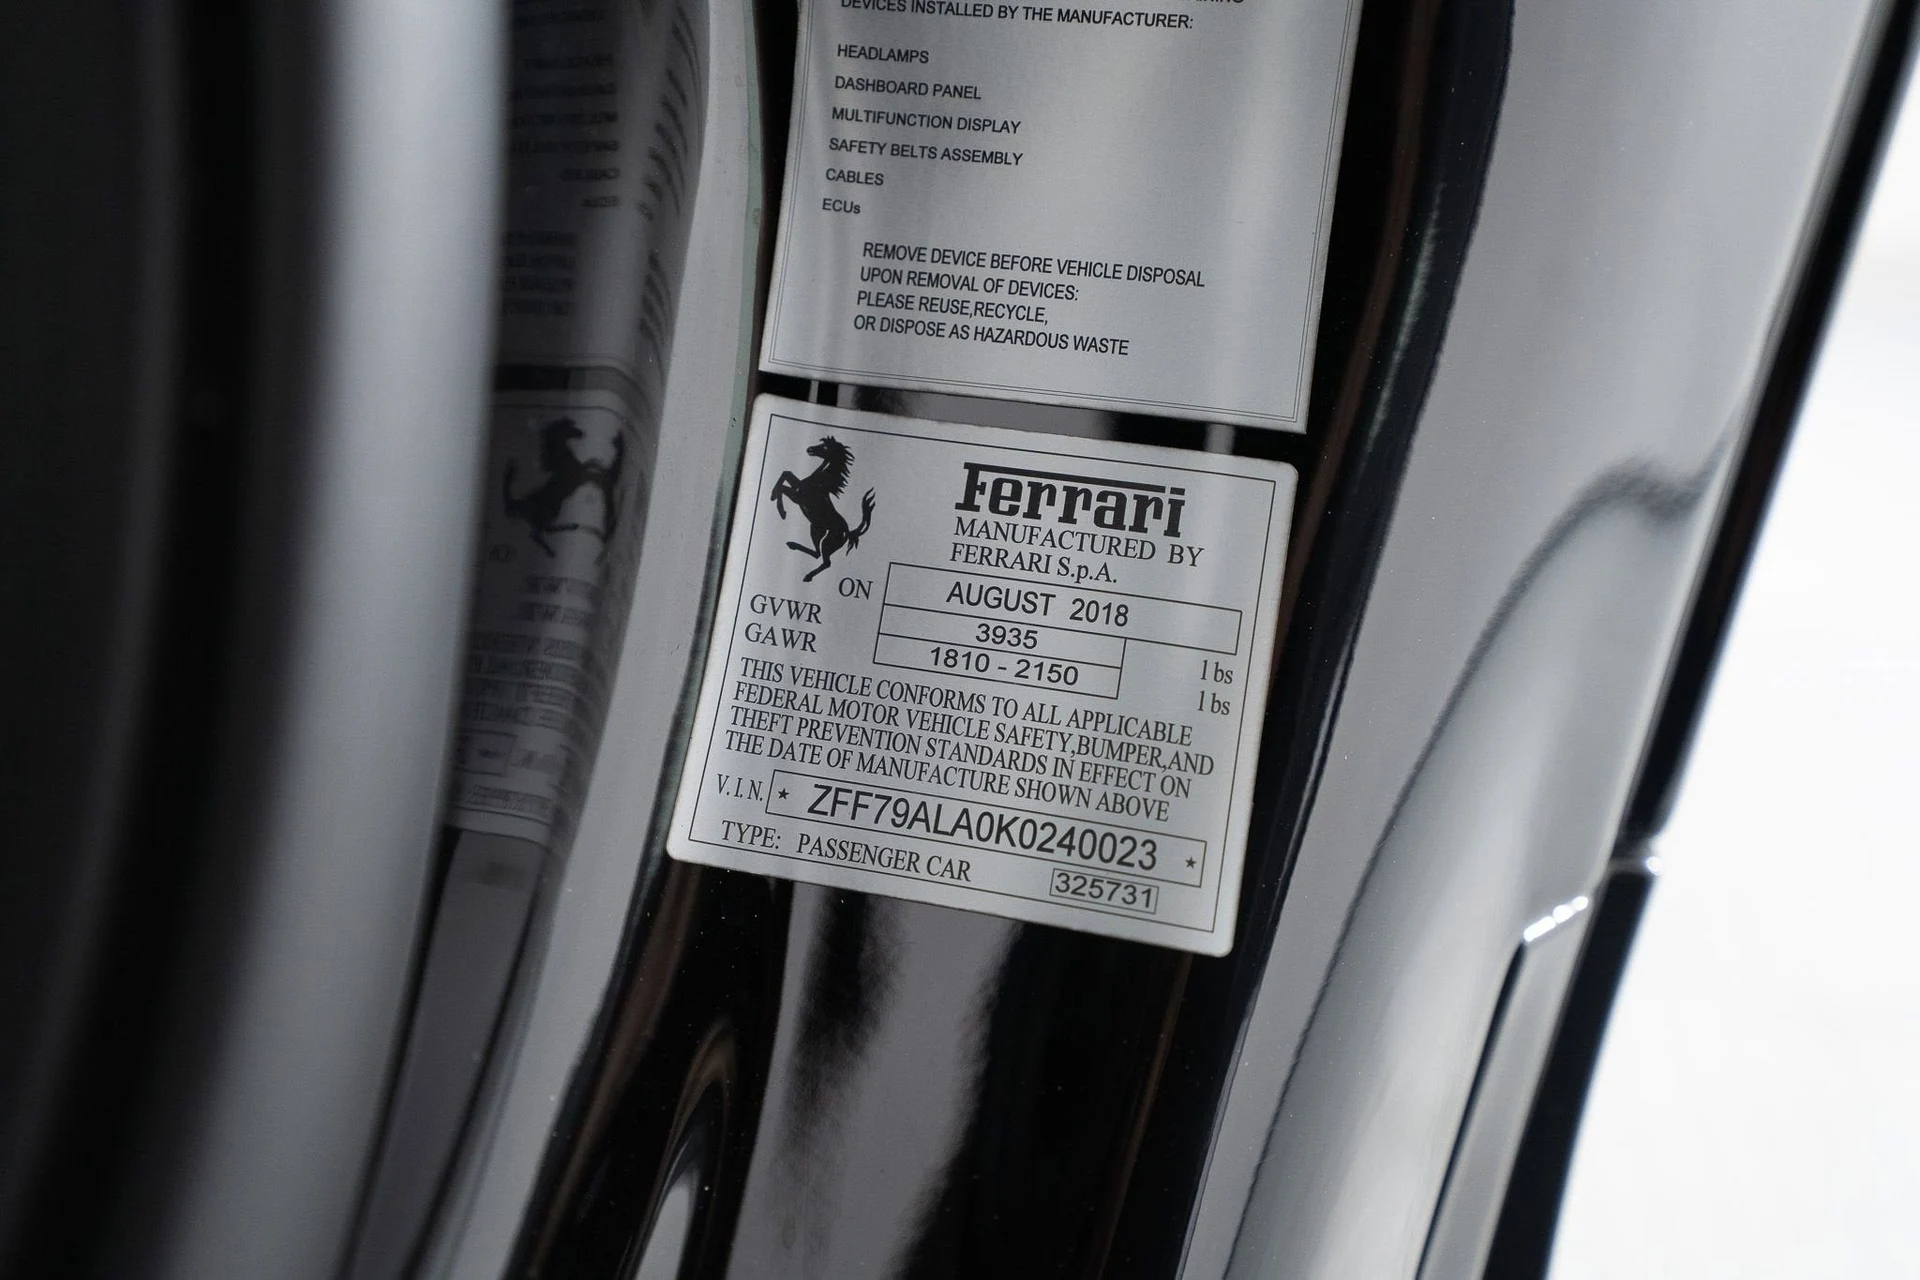 DEVICES INSTALLED BY THE MANUFACTURER:
HEADLAMPS
DASHBOARD PANEL
MULTIFUNCTION DISPLAY
SAFETY BELTS ASSEMBLY
CABLES
ECUs
REMOVE DEVICE BEFORE VEHICLE DISPOSAL
UPON REMOVAL OF DEVICES:
PLEASE REUSE,RECYCLE,
OR DISPOSE AS HAZARDOUS WASTE
Ferrari
MANUFACTURED BY
FERRARI S.p.A.
ON AUGUST 2018
GVWR 3935 lbs
GAWR 1810 - 2150 lbs
THIS VEHICLE CONFORMS TO ALL APPLICABLE
FEDERAL MOTOR VEHICLE SAFETY,BUMPER,AND
THEFT PREVENTION STANDARDS IN EFFECT ON
THE DATE OF MANUFACTURE SHOWN ABOVE
V.I.N. * ZFF79ALA0K0240023 *
TYPE: PASSENGER CAR 325731